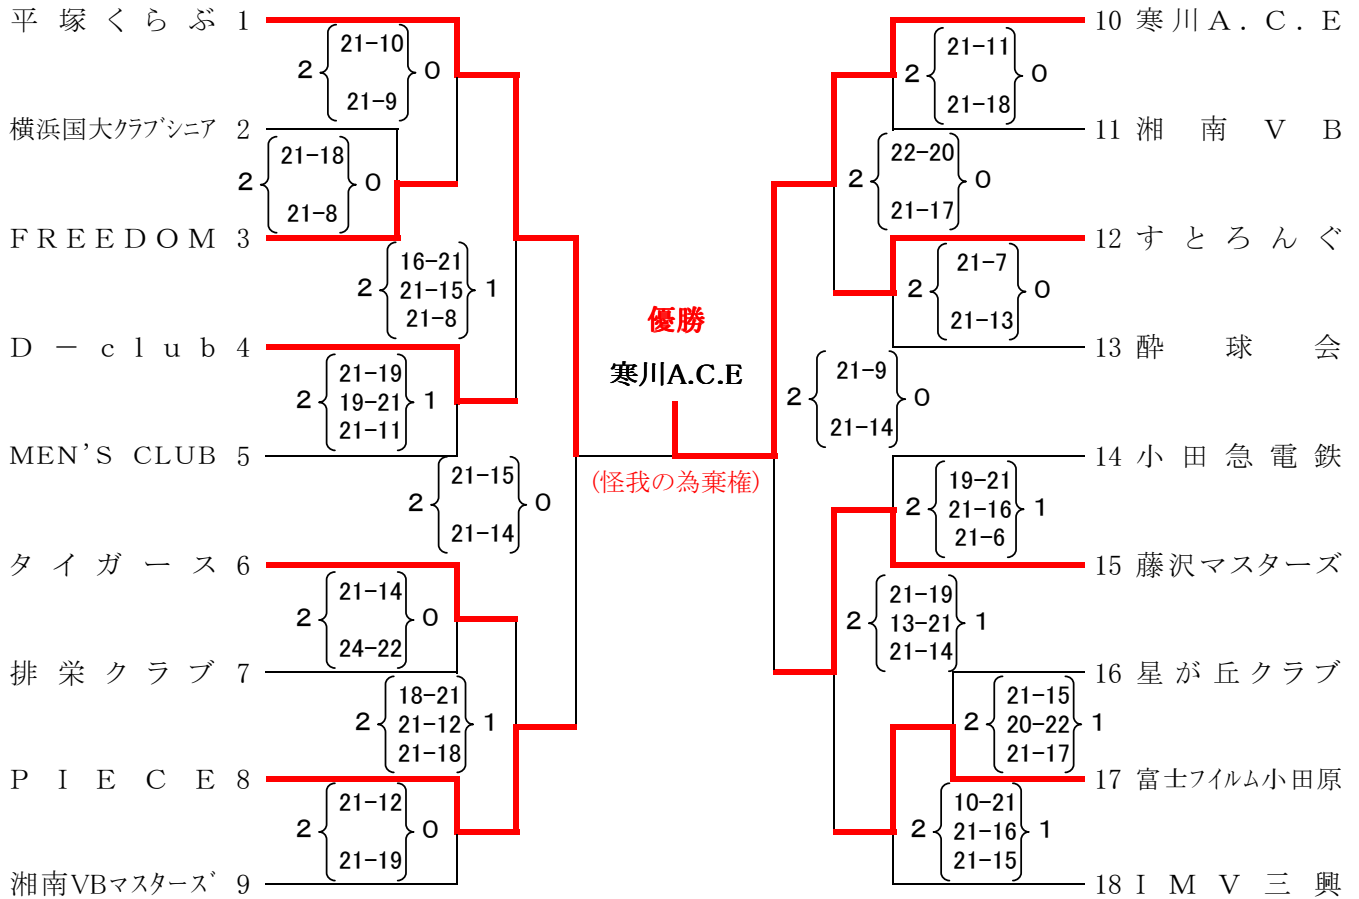 平塚くらぶ 1
2 21-10 0
21-9
横浜国大クラブシニア 2
2 21-18 0
21-8
FREEDOM 3
16-21
2 21-15 1
21-8
D－club 4
21-19
2 19-21 1
21-11
MEN'S CLUB 5
21-15
2 0
21-14
タイガース 6
21-14
2 0
24-22
排栄クラブ 7
18-21
2 21-12 1
21-18
PIECE 8
21-12
2 0
21-19
湘南VBマスターズ 9
優勝
寒川A.C.E
(怪我の為棄権)
10 寒川A.C.E
21-11
2 0
21-18
11 湘南VB
22-20
2 0
21-17
12 すとろんぐ
21-7
2 0
21-13
13 酔球会
21-9
2 0
21-14
14 小田急電鉄
19-21
2 21-16 1
21-6
15 藤沢マスターズ
21-19
2 13-21 1
21-14
16 星が丘クラブ
21-15
2 20-22 1
21-17
17 富士フイルム小田原
10-21
2 21-16 1
21-15
18 IMV三興